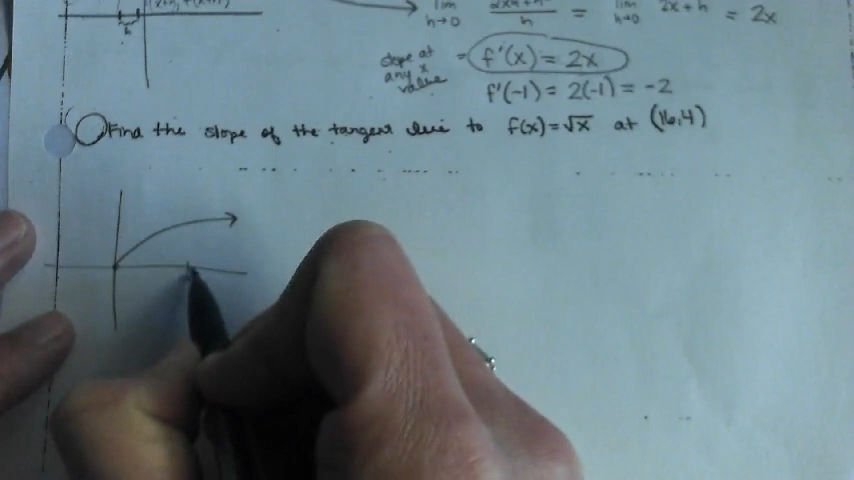 lim h→0 h = lim h→0 2x+h = 2x
slope at any x value = f'(x) = 2x
f'(-1) = 2(-1) = -2
h
Find the slope of the tangent line to f(x) = √x at (16,4)